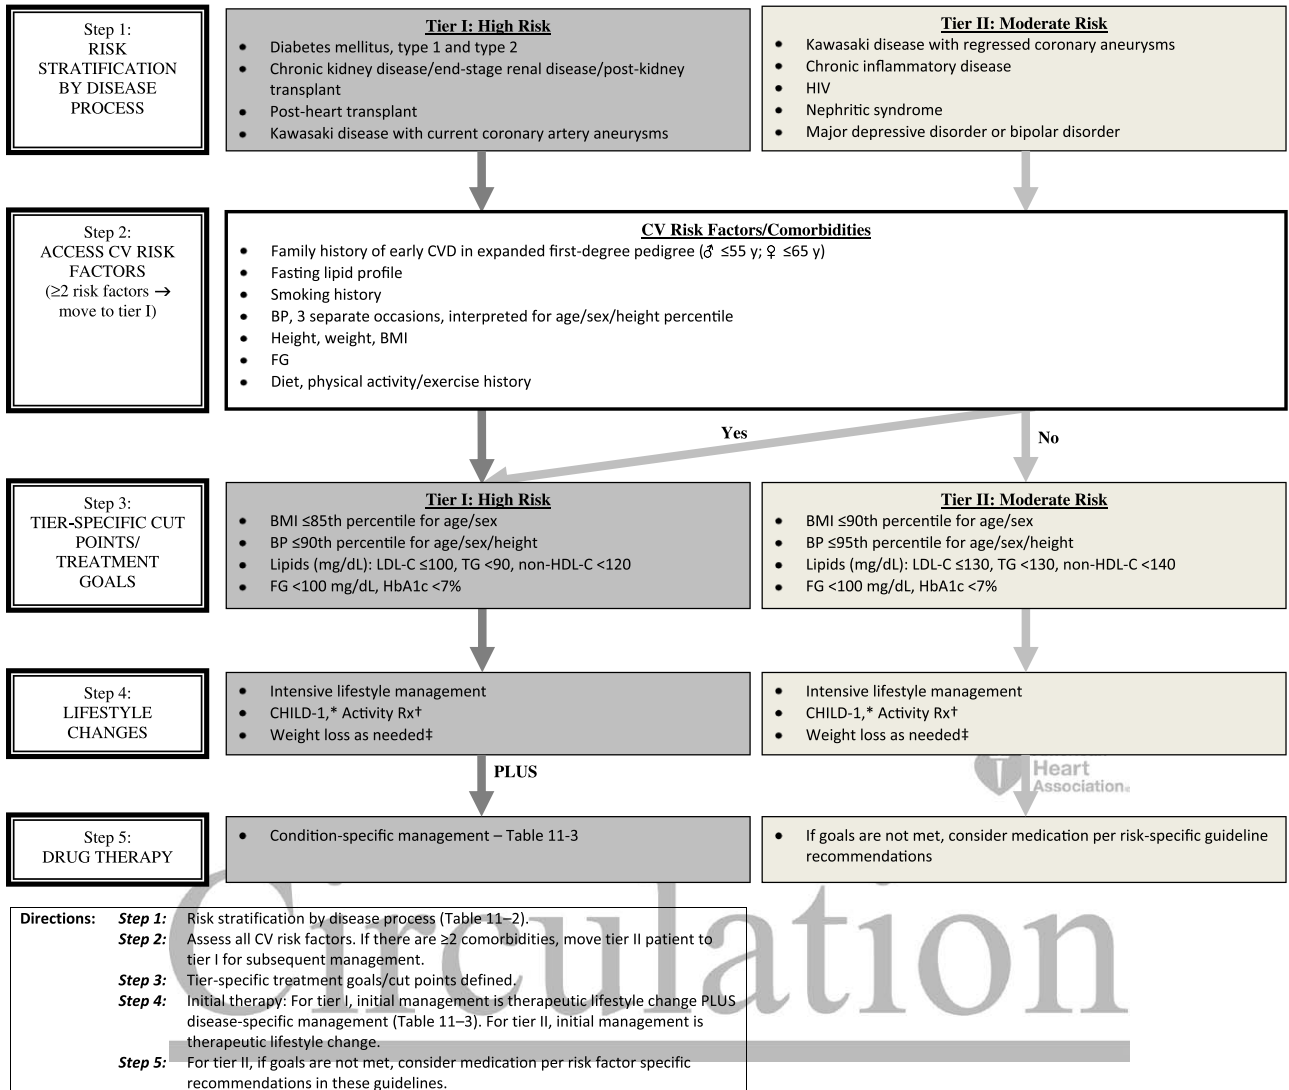 Step 1:
RISK
STRATIFICATION
BY DISEASE
PROCESS
Tier I: High Risk
• Diabetes mellitus, type 1 and type 2
• Chronic kidney disease/end-stage renal disease/post-kidney
transplant
• Post-heart transplant
• Kawasaki disease with current coronary artery aneurysms
Tier II: Moderate Risk
• Kawasaki disease with regressed coronary aneurysms
• Chronic inflammatory disease
• HIV
• Nephritic syndrome
• Major depressive disorder or bipolar disorder
Step 2:
ACCESS CV RISK
FACTORS
(≥2 risk factors →
move to tier I)
CV Risk Factors/Comorbidities
• Family history of early CVD in expanded first-degree pedigree (♂ ≤55 y; ♀ ≤65 y)
• Fasting lipid profile
• Smoking history
• BP, 3 separate occasions, interpreted for age/sex/height percentile
• Height, weight, BMI
• FG
• Diet, physical activity/exercise history
Yes
No
Step 3:
TIER-SPECIFIC CUT
POINTS/
TREATMENT
GOALS
Tier I: High Risk
• BMI ≤85th percentile for age/sex
• BP ≤90th percentile for age/sex/height
• Lipids (mg/dL): LDL-C ≤100, TG <90, non-HDL-C <120
• FG <100 mg/dL, HbA1c <7%
Tier II: Moderate Risk
• BMI ≤90th percentile for age/sex
• BP ≤95th percentile for age/sex/height
• Lipids (mg/dL): LDL-C ≤130, TG <130, non-HDL-C <140
• FG <100 mg/dL, HbA1c <7%
Step 4:
LIFESTYLE
CHANGES
• Intensive lifestyle management
• CHILD-1,* Activity Rx†
• Weight loss as needed‡
• Intensive lifestyle management
• CHILD-1,* Activity Rx†
• Weight loss as needed‡
PLUS
Heart
Association
Step 5:
DRUG THERAPY
• Condition-specific management – Table 11-3
• If goals are not met, consider medication per risk-specific guideline
recommendations
Circulation
Directions: Step 1: Risk stratification by disease process (Table 11–2).
Step 2: Assess all CV risk factors. If there are ≥2 comorbidities, move tier II patient to
tier I for subsequent management.
Step 3: Tier-specific treatment goals/cut points defined.
Step 4: Initial therapy: For tier I, initial management is therapeutic lifestyle change PLUS
disease-specific management (Table 11–3). For tier II, initial management is
therapeutic lifestyle change.
Step 5: For tier II, if goals are not met, consider medication per risk factor specific
recommendations in these guidelines.